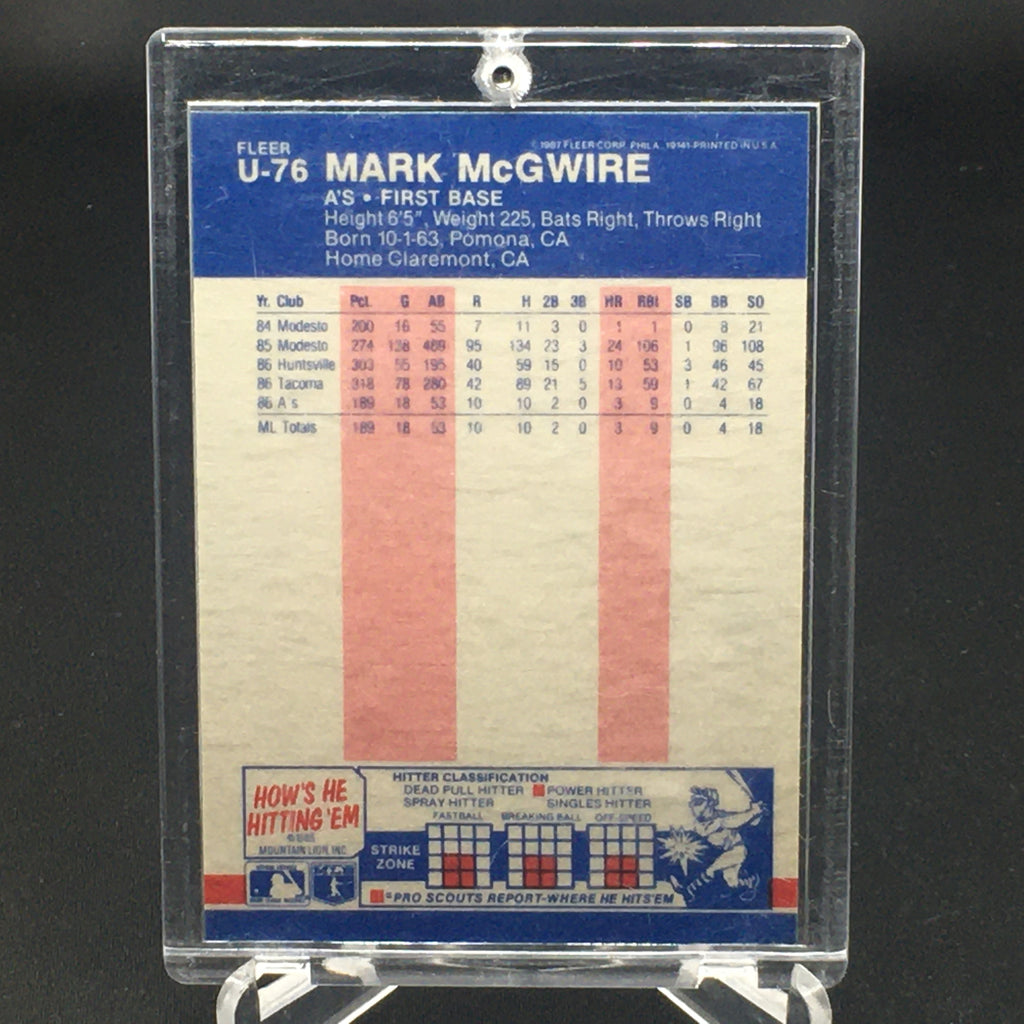 FLEER
© 1987 FLEER CORP. PHILA. 19141-PRINTED IN U.S.A.
U-76 MARK McGWIRE
A'S • FIRST BASE
Height 6'5", Weight 225, Bats Right, Throws Right
Born 10-1-63, Pomona, CA
Home Claremont, CA
Yr. Club Pct. G AB R H 2B 3B HR RBI SB BB SO
84 Modesto 200 16 55 7 11 3 0 1 1 0 8 21
85 Modesto 274 138 489 95 134 23 3 24 106 1 96 108
86 Huntsville 303 55 195 40 59 15 0 10 53 3 46 45
86 Tacoma 318 78 280 42 89 21 5 13 59 1 42 67
86 A's 189 18 53 10 10 2 0 3 9 0 4 18
ML Totals 189 18 53 10 10 2 0 3 9 0 4 18
HOW'S HE
HITTING 'EM
MOUNTAIN LION, INC.
HITTER CLASSIFICATION
DEAD PULL HITTER POWER HITTER
SPRAY HITTER SINGLES HITTER
FASTBALL BREAKING BALL OFF-SPEED
STRIKE
ZONE
=PRO SCOUTS REPORT-WHERE HE HITS'EM